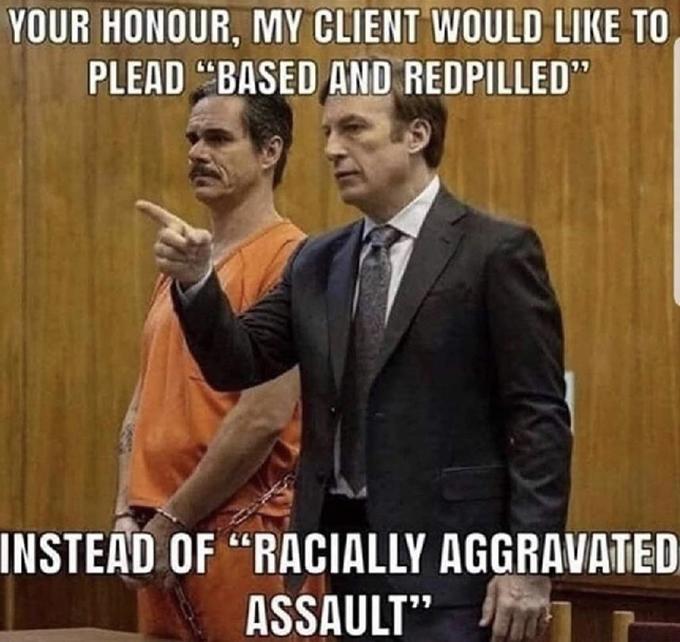 YOUR HONOUR, MY CLIENT WOULD LIKE TO
PLEAD “BASED AND REDPILLED”
INSTEAD OF “RACIALLY AGGRAVATED
ASSAULT”